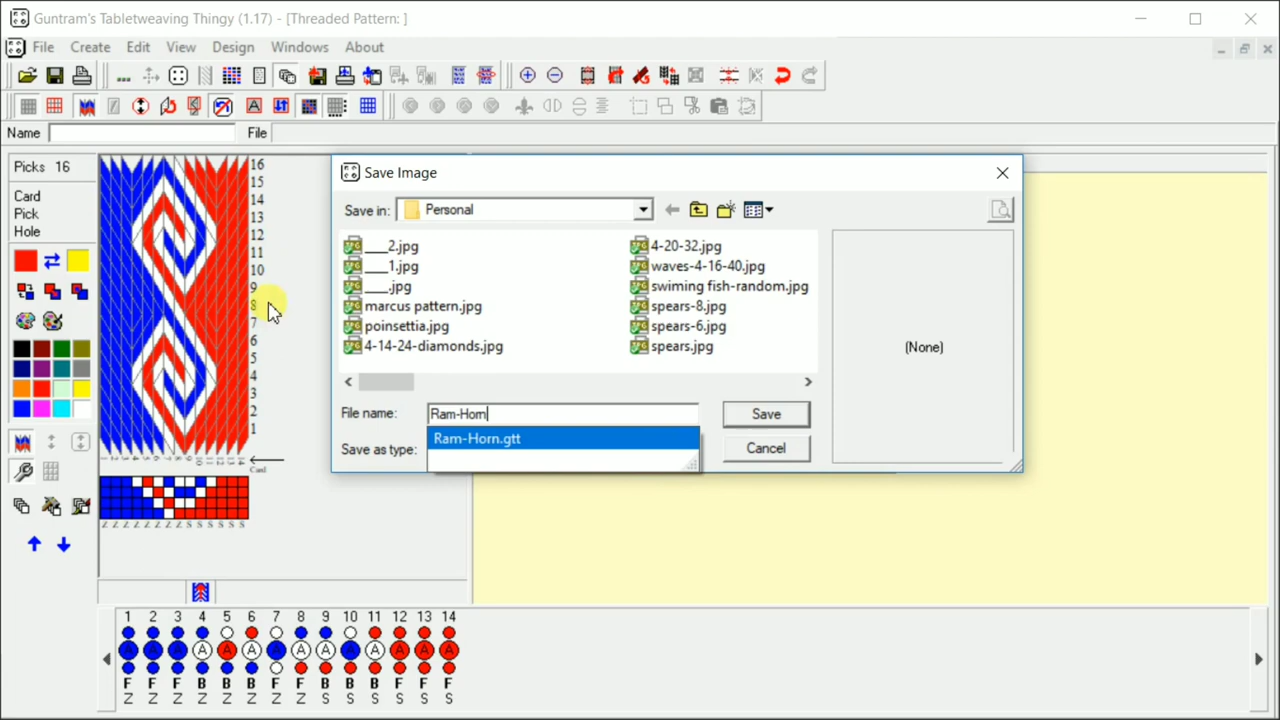 Guntram's Tabletweaving Thingy (1.17) - [Threaded Pattern: ]
File Create Edit View Design Windows About
Name File
Picks 16
Card
Pick
Hole
16
15
14
13
12
11
10
9
8
7
6
5
4
3
2
1
Card
Z Z Z Z Z Z Z Z S S S S S S
Save Image
Save in: Personal
___2.jpg
___1.jpg
___.jpg
marcus pattern.jpg
poinsettia.jpg
4-14-24-diamonds.jpg
4-20-32.jpg
waves-4-16-40.jpg
swiming fish-random.jpg
spears-8.jpg
spears-6.jpg
spears.jpg
(None)
File name: Ram-Horn
Save
Ram-Horn.gtt
Save as type:
Cancel
1 2 3 4 5 6 7 8 9 10 11 12 13 14
A A A A A A A A A A A A A A
F F F B B B F F B B B F F F
Z Z Z Z Z Z Z Z S S S S S S